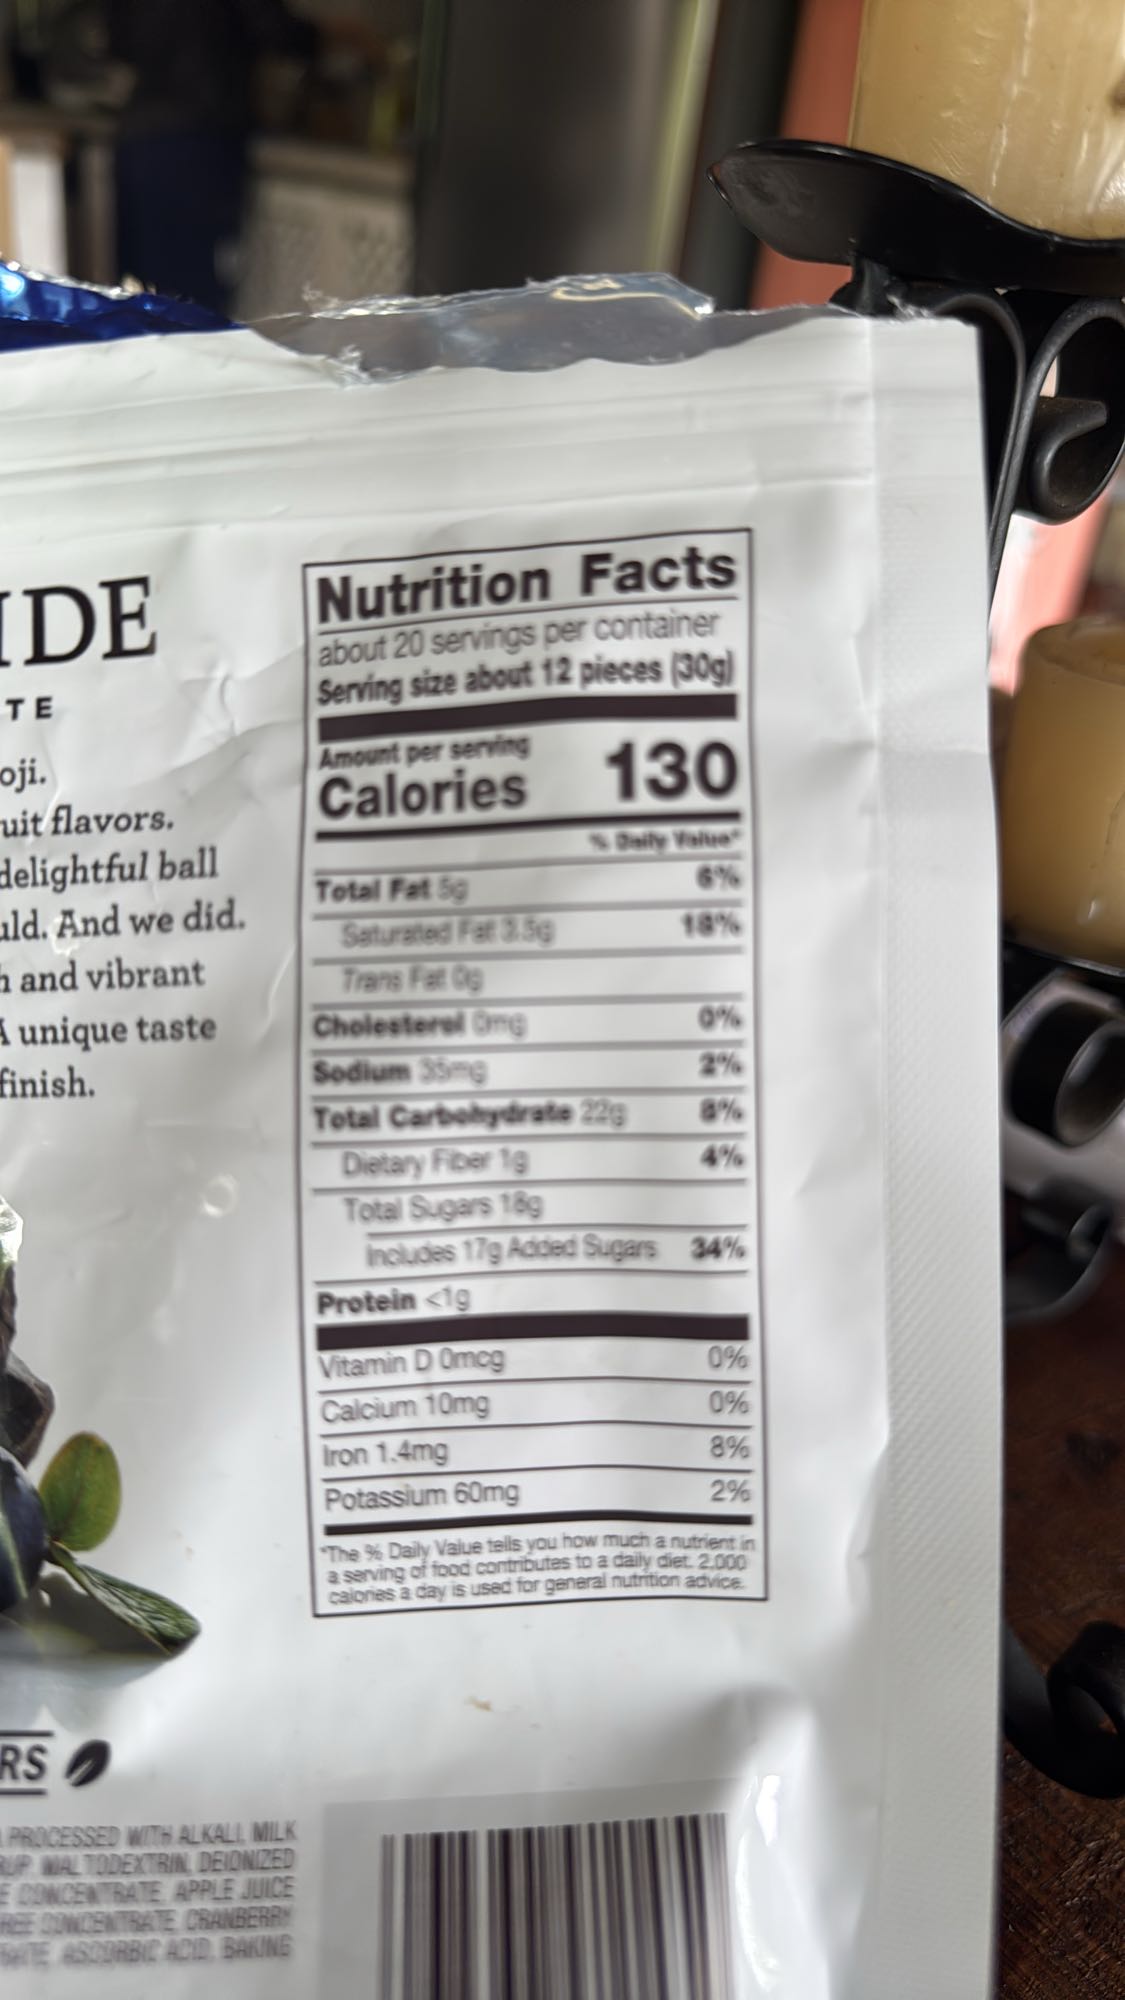 IDE
TE
oji.
uit flavors.
delightful ball
uld. And we did.
h and vibrant
A unique taste
finish.
RS
PROCESSED WITH ALKALI, MILK
RUP, MALTODEXTRIN, DEIONIZED
E CONCENTRATE, APPLE JUICE
CONCENTRATE, CRANBERRY
ASCORBIC ACID, BAKING
Nutrition Facts
about 20 servings per container
Serving size about 12 pieces (30g)
Amount per serving
Calories 130
% Daily Value*
Total Fat 5g 6%
Saturated Fat 3.5g 18%
Trans Fat 0g
Cholesterol 0mg 0%
Sodium 35mg 2%
Total Carbohydrate 22g 8%
Dietary Fiber 1g 4%
Total Sugars 18g
Includes 17g Added Sugars 34%
Protein <1g
Vitamin D 0mcg 0%
Calcium 10mg 0%
Iron 1.4mg 8%
Potassium 60mg 2%
*The % Daily Value tells you how much a nutrient in
a serving of food contributes to a daily diet. 2,000
calories a day is used for general nutrition advice.